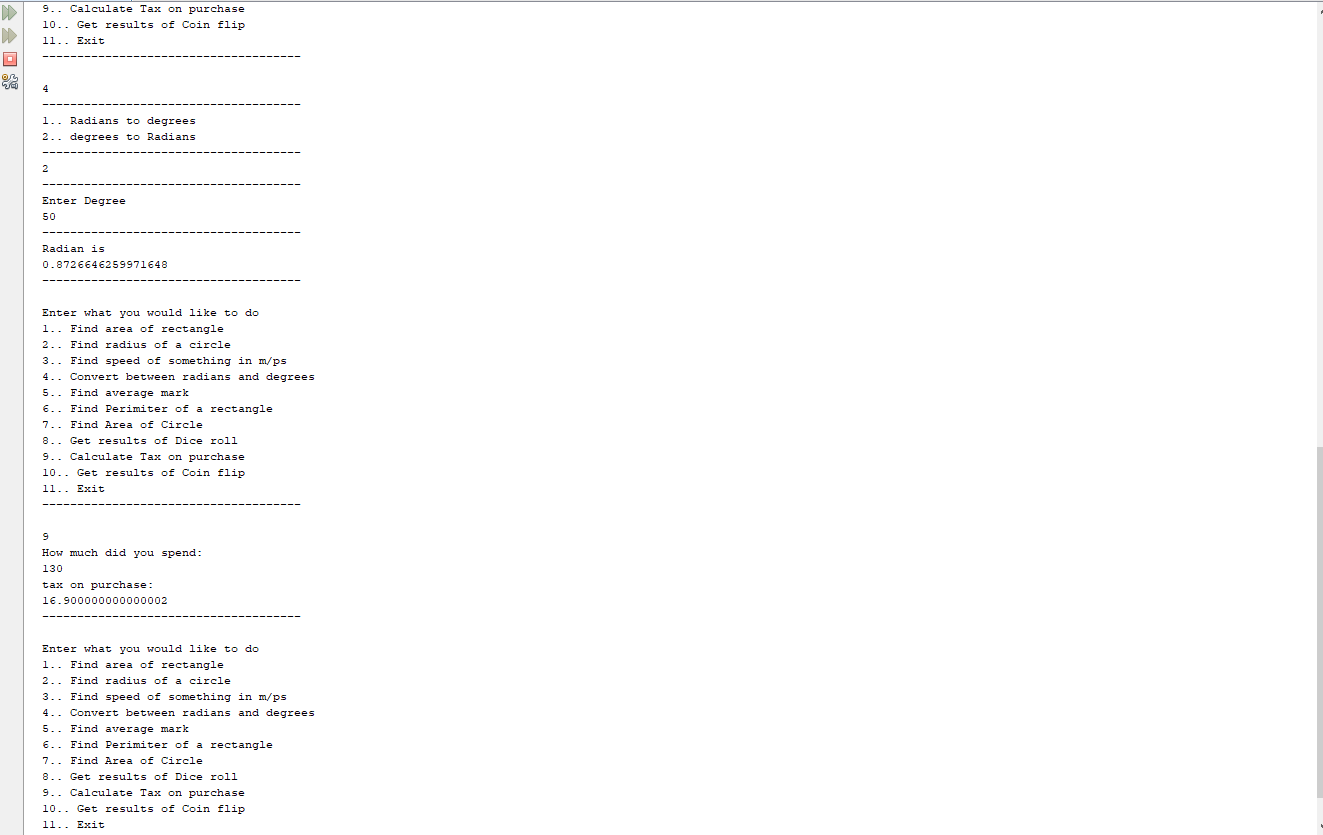 9.. Calculate Tax on purchase
10.. Get results of Coin flip
11.. Exit
-------------------------------------
4
-------------------------------------
1.. Radians to degrees
2.. degrees to Radians
-------------------------------------
2
-------------------------------------
Enter Degree
50
-------------------------------------
Radian is
0.8726646259971648
-------------------------------------
Enter what you would like to do
1.. Find area of rectangle
2.. Find radius of a circle
3.. Find speed of something in m/ps
4.. Convert between radians and degrees
5.. Find average mark
6.. Find Perimiter of a rectangle
7.. Find Area of Circle
8.. Get results of Dice roll
9.. Calculate Tax on purchase
10.. Get results of Coin flip
11.. Exit
-------------------------------------
9
How much did you spend:
130
tax on purchase:
16.900000000000002
-------------------------------------
Enter what you would like to do
1.. Find area of rectangle
2.. Find radius of a circle
3.. Find speed of something in m/ps
4.. Convert between radians and degrees
5.. Find average mark
6.. Find Perimiter of a rectangle
7.. Find Area of Circle
8.. Get results of Dice roll
9.. Calculate Tax on purchase
10.. Get results of Coin flip
11.. Exit